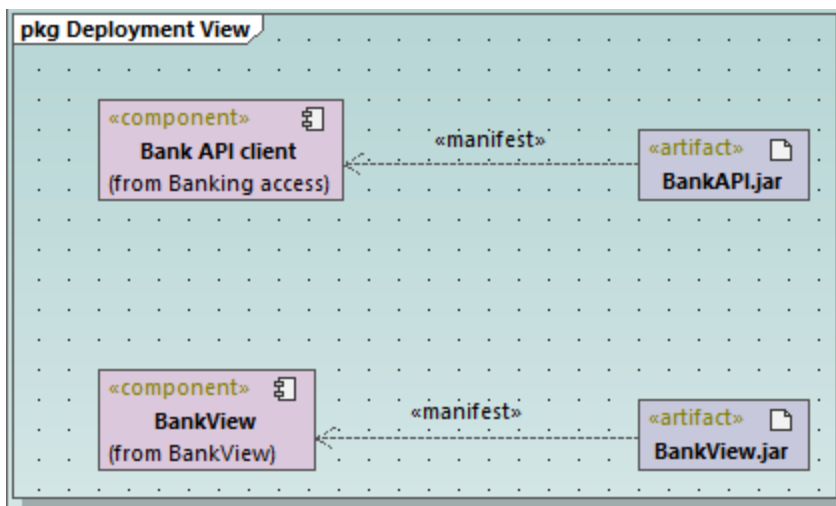 pkg Deployment View
«component»
Bank API client
(from Banking access)
«manifest»
«artifact»
BankAPI.jar
«component»
BankView
(from BankView)
«manifest»
«artifact»
BankView.jar